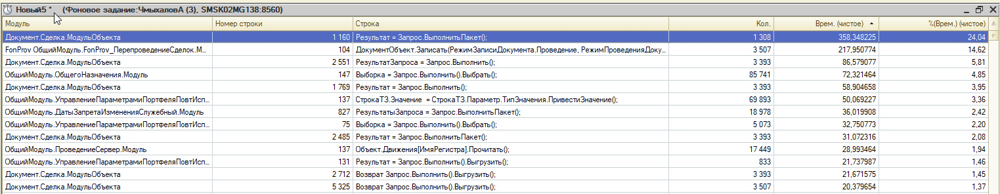 Новый5 * (Фоновое задание:ЧмыхаловА (3), SMSK02MG138:8560)
Модуль Номер строки Строка Кол. Врем. (чистое) %(Врем.) (чистое)
Документ.Сделка.МодульОбъекта 1 160 Результат = Запрос.ВыполнитьПакет(); 1 308 358,348225 24,04
FonProv ОбщийМодуль.FonProv_ПерепроведениеСделок.М... 104 ДокументОбъект.Записать(РежимЗаписиДокумента.Проведение, РежимПроведенияДоку... 3 507 217,950774 14,62
Документ.Сделка.МодульОбъекта 2 551 РезультатЗапроса = Запрос.Выполнить(); 3 393 86,579077 5,81
ОбщийМодуль.ОбщегоНазначения.Модуль 147 Выборка = Запрос.Выполнить().Выбрать(); 85 741 72,321464 4,85
Документ.Сделка.МодульОбъекта 1 769 Результат = Запрос.Выполнить(); 3 393 58,904658 3,95
ОбщийМодуль.УправлениеПараметрамиПортфеляПовтИсп... 137 СтрокаТЗ.Значение = СтрокаТЗ.Параметр.ТипЗначения.ПривестиЗначение(); 69 893 50,069227 3,36
ОбщийМодуль.ДатыЗапретаИзмененияСлужебный.Модуль 827 РезультатыЗапроса = Запрос.ВыполнитьПакет(); 18 978 36,019908 2,42
ОбщийМодуль.УправлениеПараметрамиПортфеляПовтИсп... 75 Выборка = Запрос.Выполнить().Выбрать(); 5 073 32,750773 2,20
Документ.Сделка.МодульОбъекта 2 485 Результат = Запрос.ВыполнитьПакет(); 3 393 31,072316 2,08
ОбщийМодуль.ПроведениеСервер.Модуль 137 Объект.Движения[ИмяРегистра].Прочитать(); 17 449 28,993464 1,94
ОбщийМодуль.УправлениеПараметрамиПортфеляПовтИсп... 131 Результат = Запрос.Выполнить().Выгрузить(); 833 21,737987 1,46
Документ.Сделка.МодульОбъекта 2 712 Возврат Запрос.Выполнить().Выгрузить(); 3 393 21,671575 1,45
Документ.Сделка.МодульОбъекта 5 325 Возврат Запрос.Выполнить().Выгрузить(); 3 507 20,379654 1,37